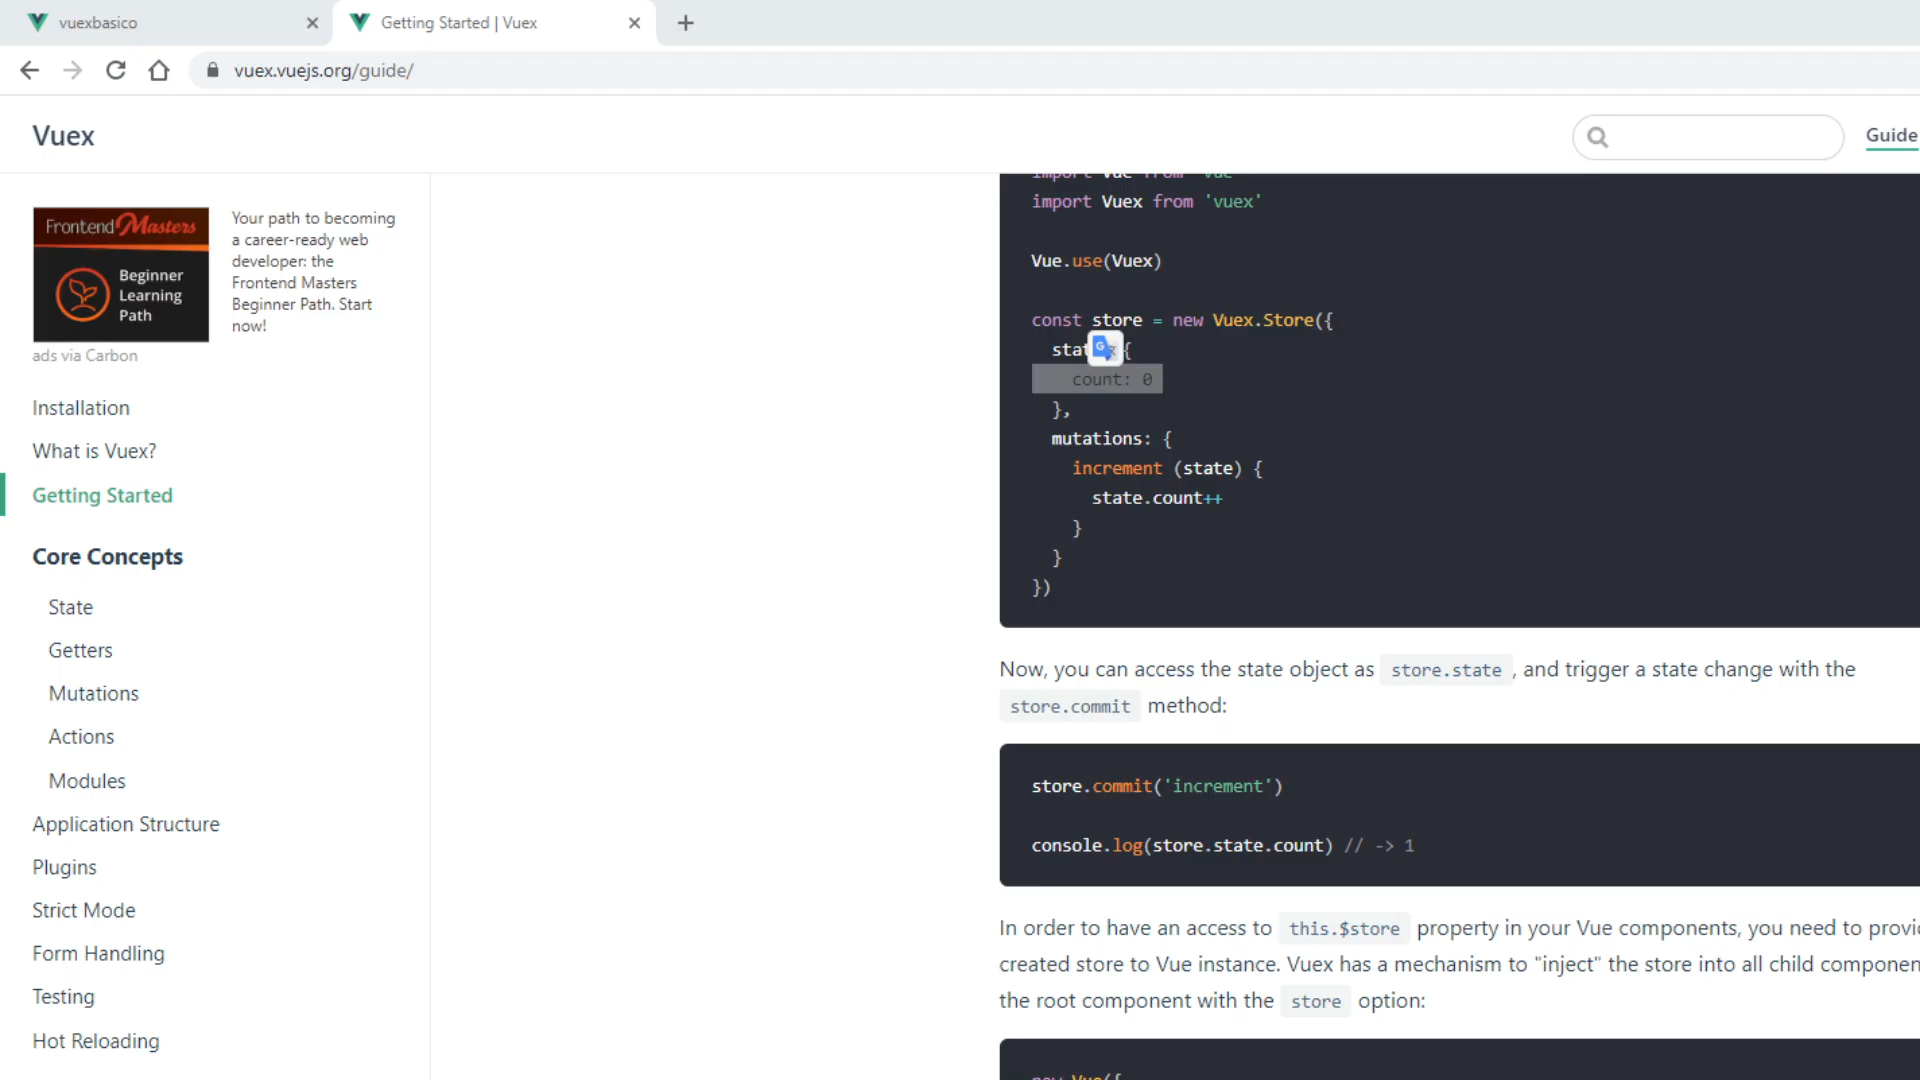 vuexbasico
Getting Started | Vuex
vuex.vuejs.org/guide/
Vuex
Guide
Frontend Masters
Beginner
Learning
Path
Your path to becoming
a career-ready web
developer: the
Frontend Masters
Beginner Path. Start
now!
ads via Carbon
Installation
What is Vuex?
Getting Started
Core Concepts
State
Getters
Mutations
Actions
Modules
Application Structure
Plugins
Strict Mode
Form Handling
Testing
Hot Reloading
import Vue from 'vue'
import Vuex from 'vuex'
Vue.use(Vuex)
const store = new Vuex.Store({
stat {
count: 0
},
mutations: {
increment (state) {
state.count++
}
}
})
Now, you can access the state object as store.state , and trigger a state change with the
store.commit method:
store.commit('increment')
console.log(store.state.count) // -> 1
In order to have an access to this.$store property in your Vue components, you need to provi
created store to Vue instance. Vuex has a mechanism to "inject" the store into all child componen
the root component with the store option:
new Vue({